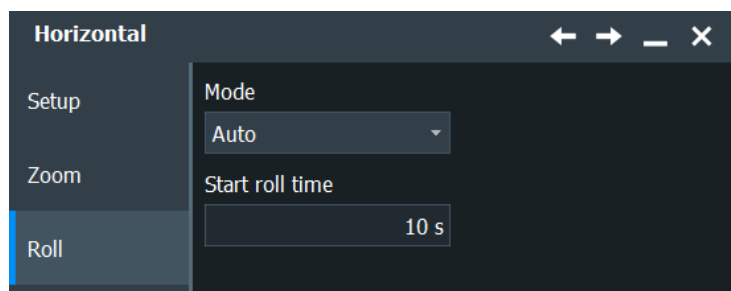 Horizontal
Setup
Zoom
Roll
Mode
Auto
Start roll time
10 s